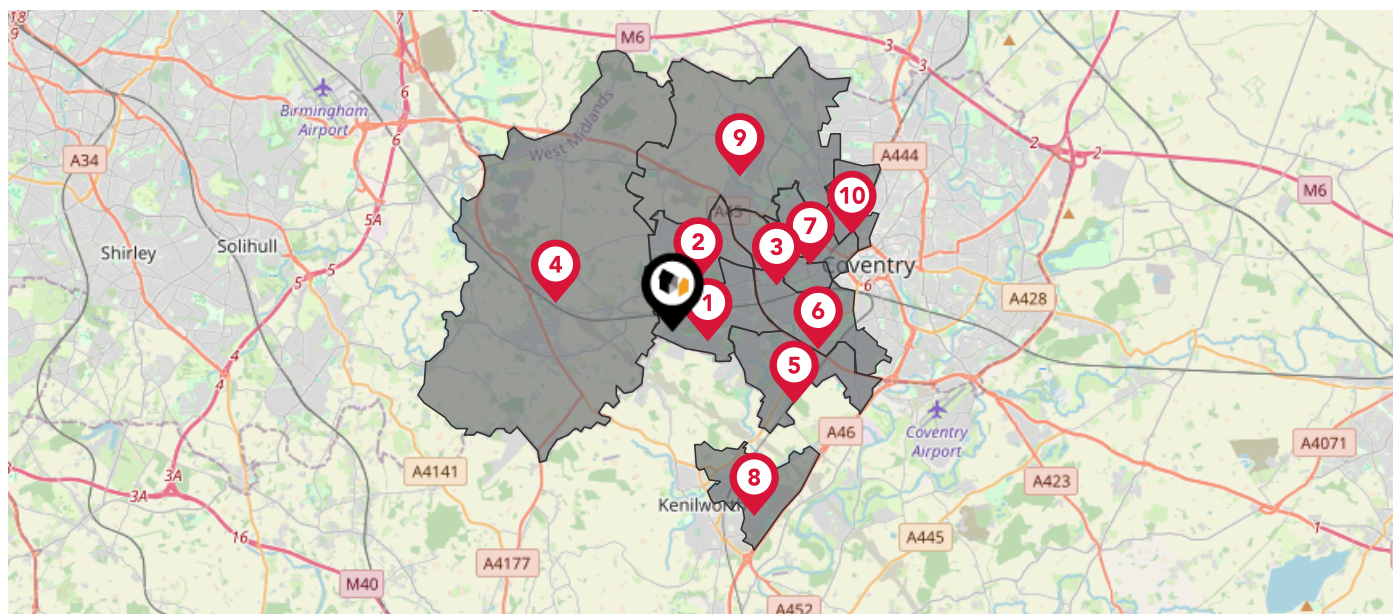 18
9
7
M6
3
3
6
Birmingham
Airport
West Midlands
9
A34
6
2
2
A444
M6
10
5A
A45
7
2
3
Shirley
Solihull
4
5
5
Coventry
6
1
6
A428
4
5
4
A46
Coventry
Airport
A4071
A4141
3A
3A
8
A423
Kenilworth
16
A445
1
A4177
M40
A452